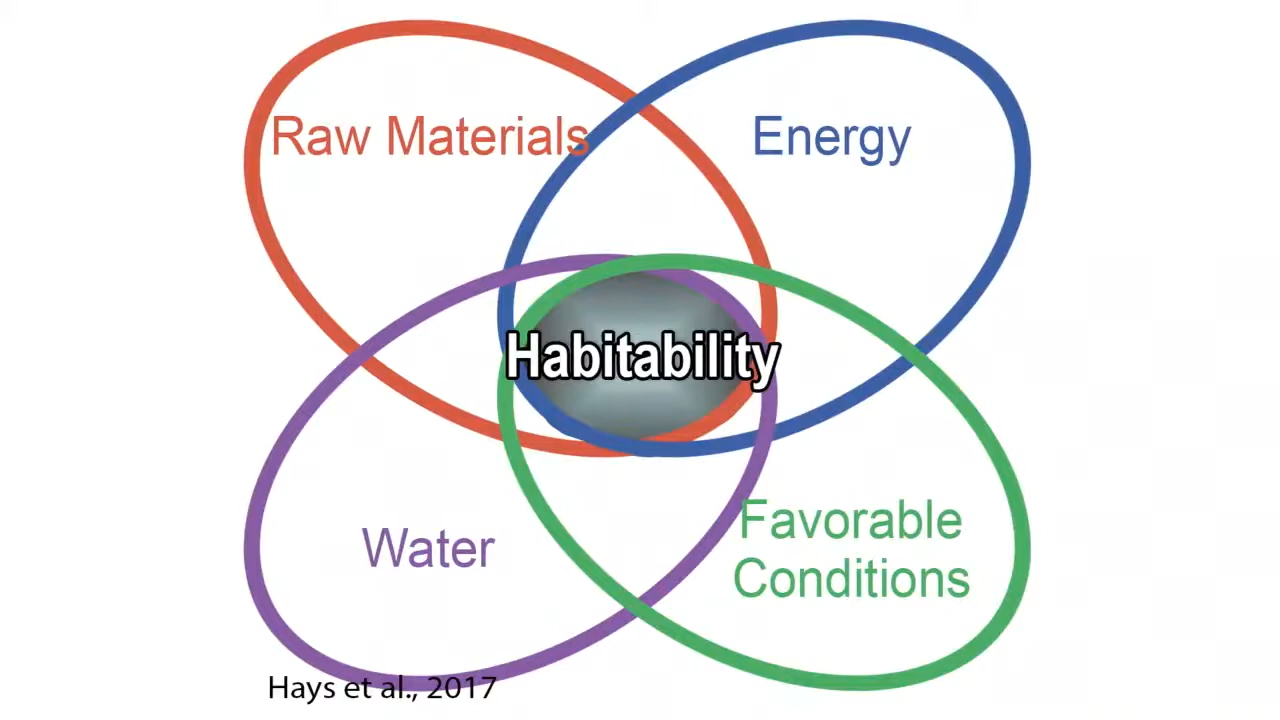 Raw Materials
Energy
Habitability
Water
Favorable
Conditions
Hays et al., 2017